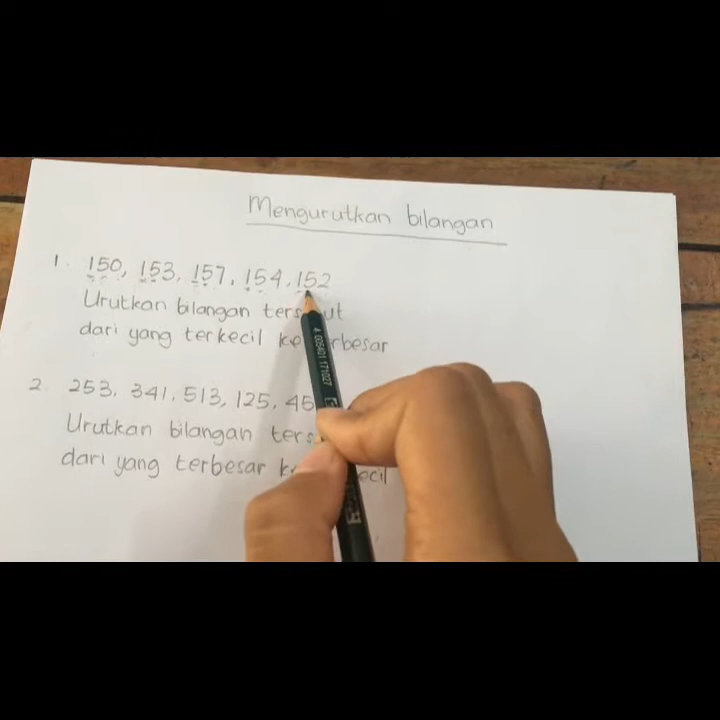 Mengurutkan bilangan
1. 150, 153, 157, 154, 152
Urutkan bilangan
dari yang terkecil
2. 253, 341, 513, 125,
Urutkan bilangan
dari yang terbesar